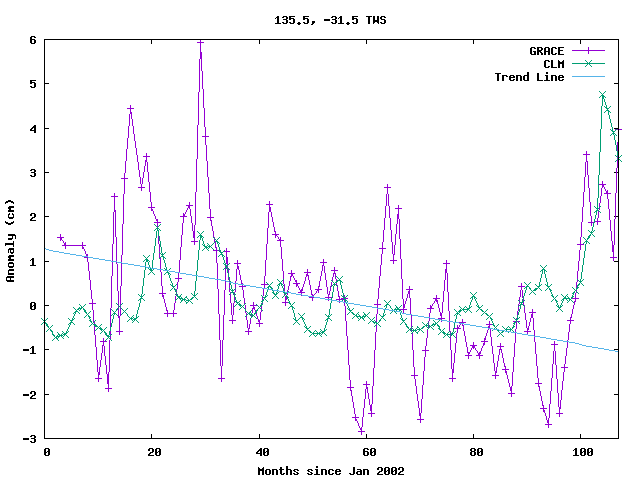 135.5, -31.5 TWS
GRACE
CLM
Trend Line
6
5
4
3
2
1
0
-1
-2
-3
Anomaly (cm)
0 20 40 60 80 100
Months since Jan 2002